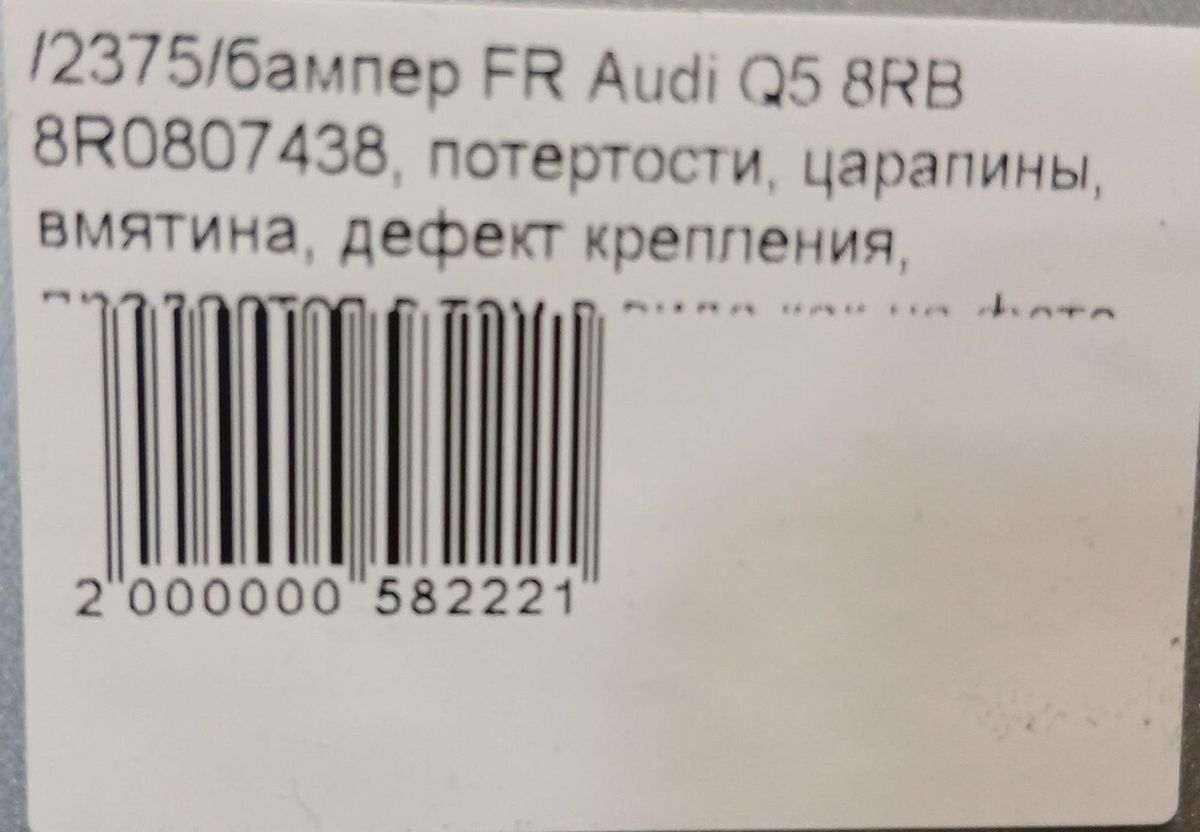 /2375/бампер FR Audi Q5 8RB
8R0807438, потертости, царапины,
вмятина, дефект крепления,
2 000000 582221